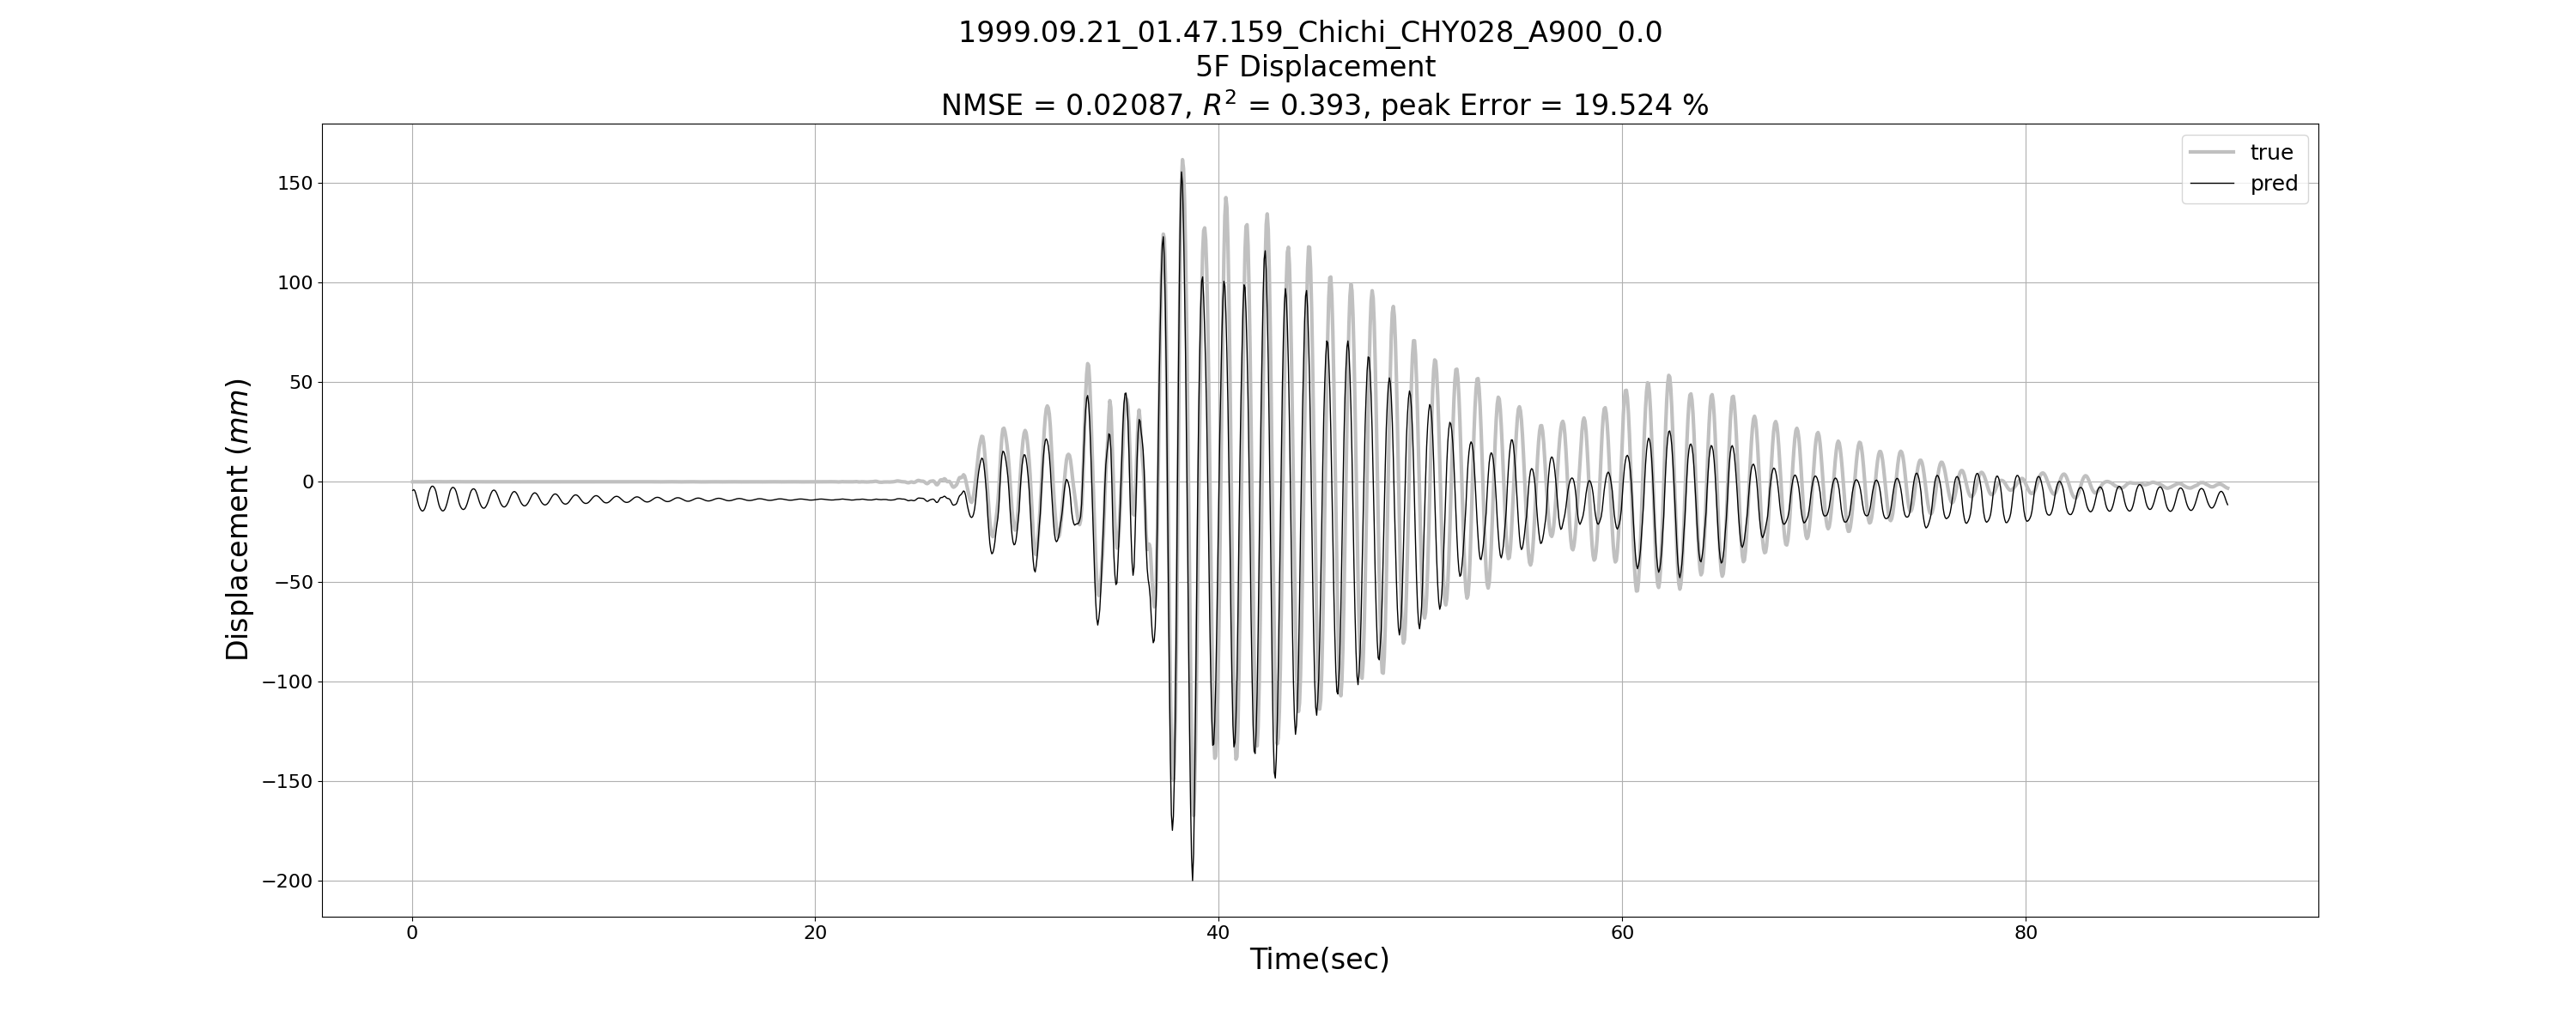 1999.09.21_01.47.159_Chichi_CHY028_A900_0.0
5F Displacement
NMSE = 0.02087, R² = 0.393, peak Error = 19.524 %
true
pred
150
100
50
0
−50
−100
−150
−200
Displacement (mm)
0 20 40 60 80
Time(sec)